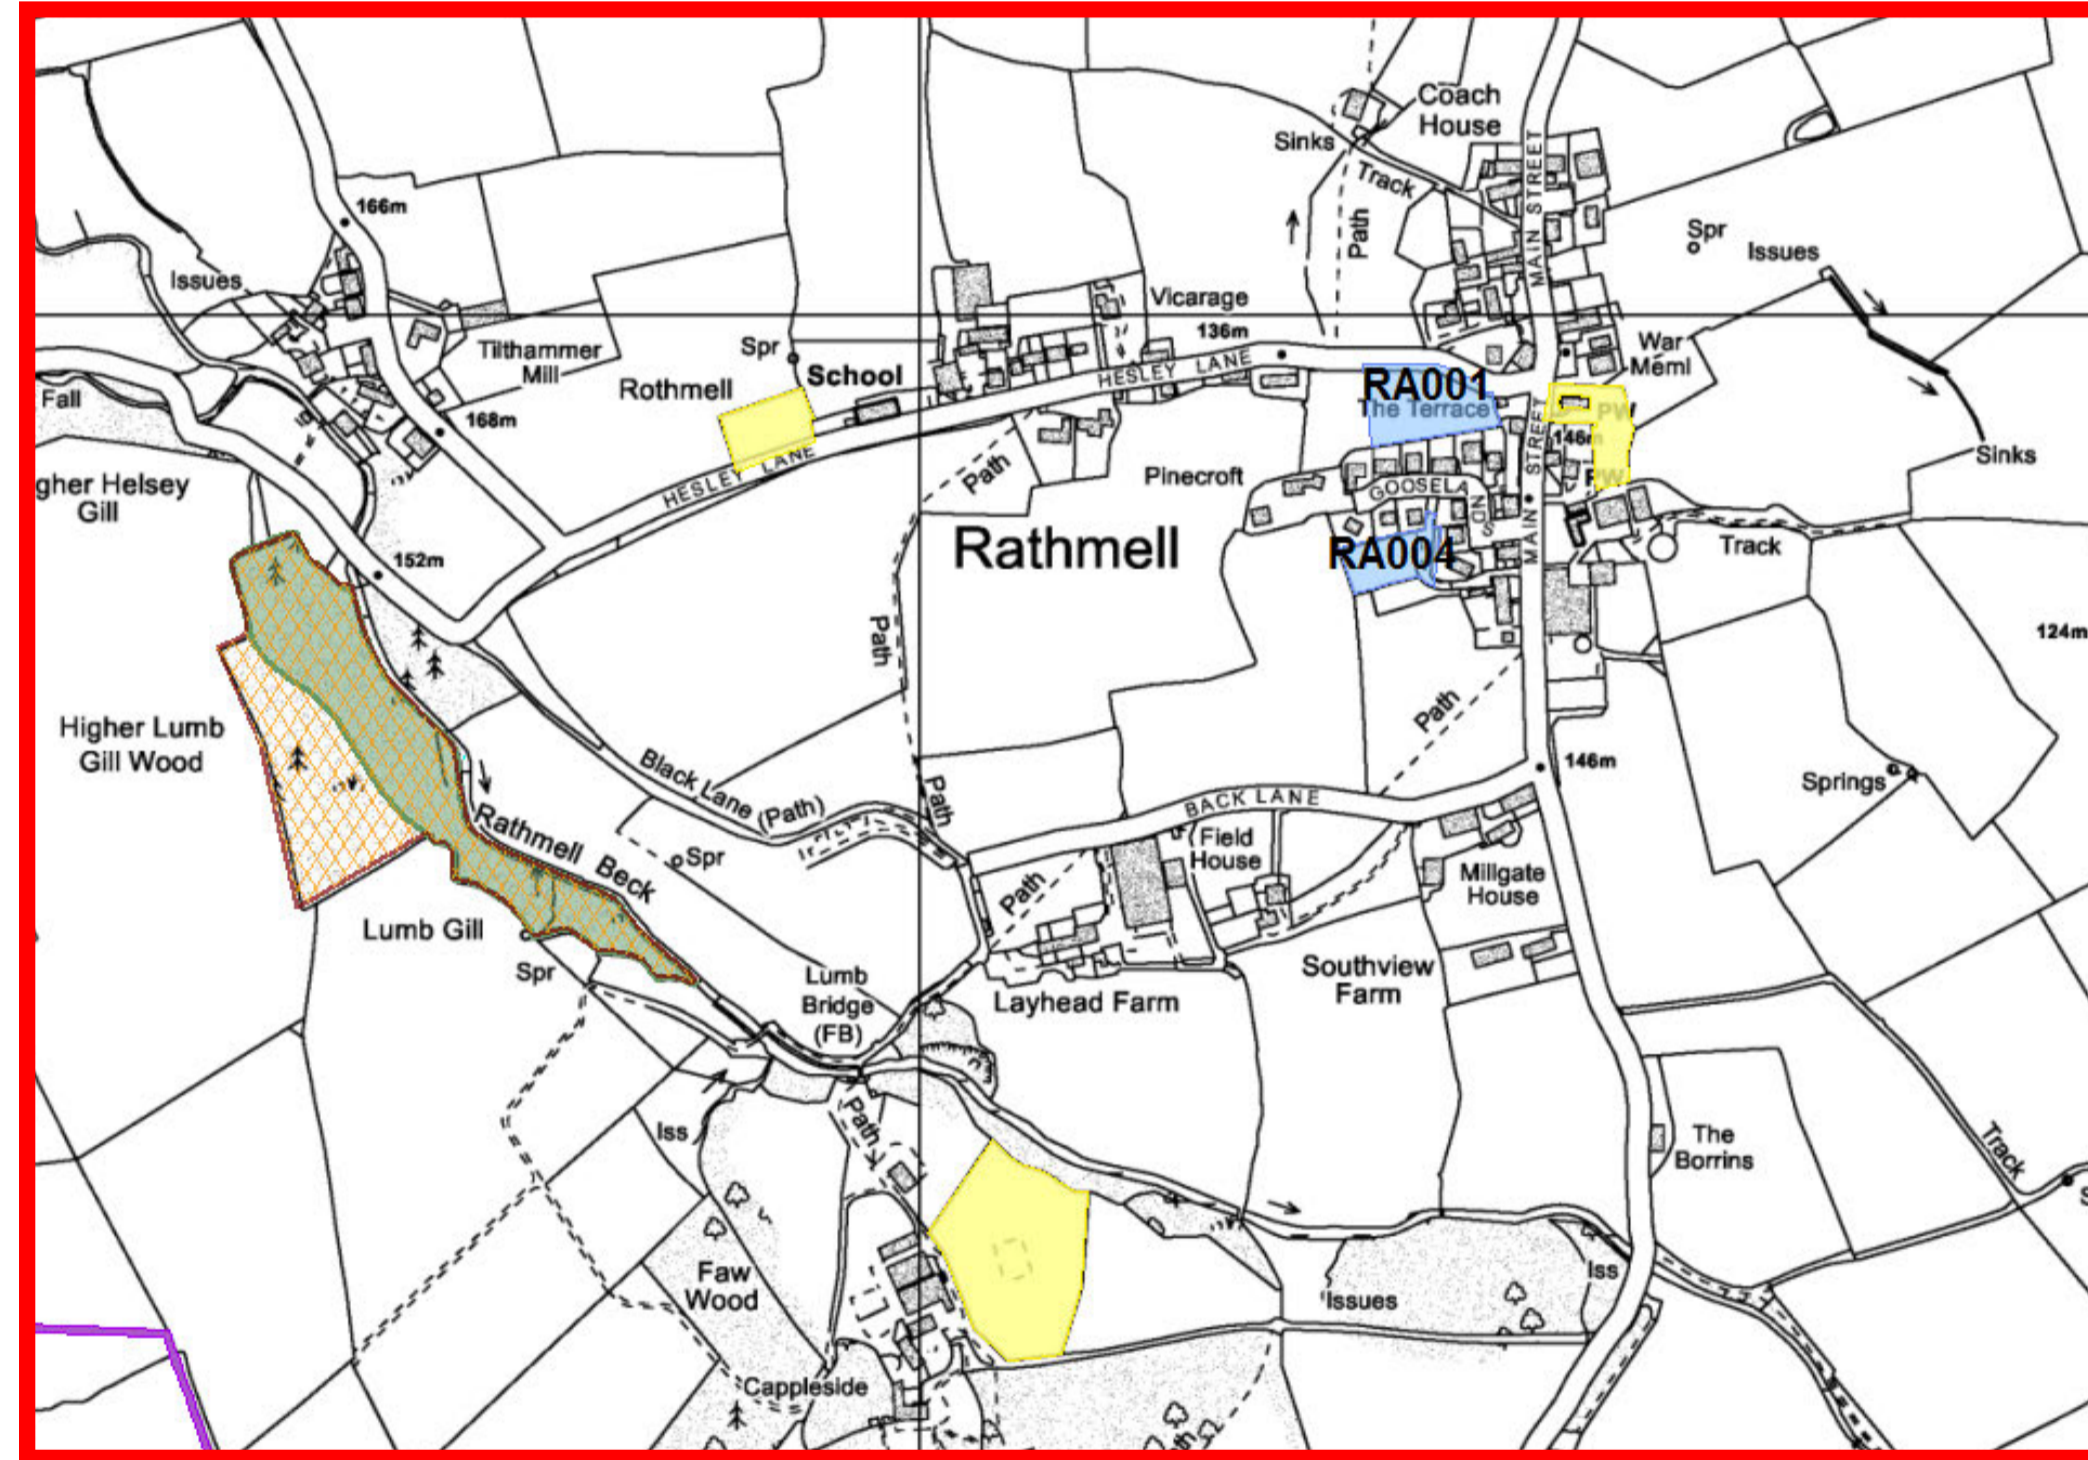 Coach
House
Sinks
Track
MAIN STREET
166m
Path
Spr
Issues
Issues
Vicarage
136m
War
Meml
Tilthammer
Mill
Spr
School
HESLEY LANE
RA001
The Terrace
Rothmell
Fall
168m
PW
146m
STREET
Sinks
HESLEY LANE
Path
Pinecroft
GOOSELA
NDS
PW
gher Helsey
Gill
MAIN
Rathmell
RA004
Track
152m
124m
Path
Higher Lumb
Gill Wood
Path
146m
Springs
Black Lane (Path)
Path
BACK LANE
Rathmell Beck
Spr
Field
House
Path
Millgate
House
Lumb Gill
Spr
Lumb
Bridge
(FB)
Layhead Farm
Southview
Farm
Iss
Path
The
Borrins
Track
S
Faw
Wood
Issues
Iss
Cappleside